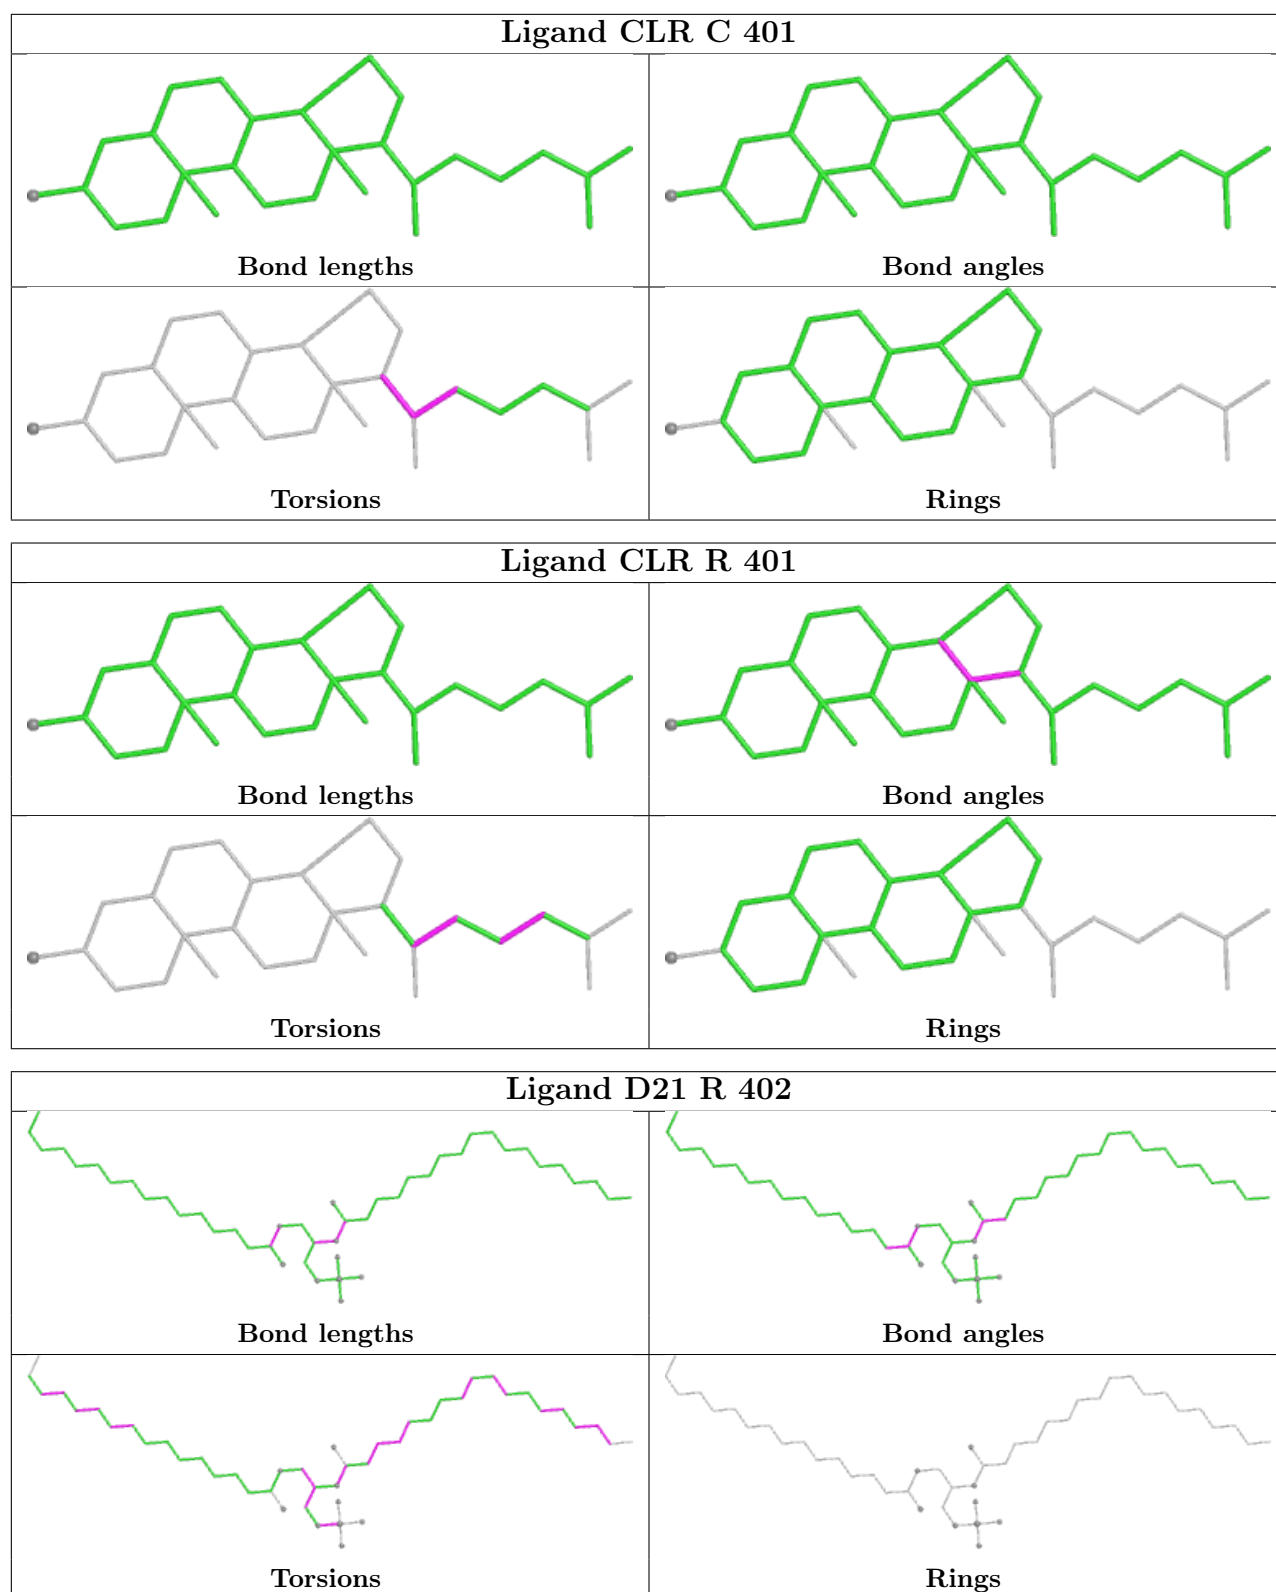 Ligand CLR C 401
Bond lengths
Bond angles
Torsions
Rings
Ligand CLR R 401
Bond lengths
Bond angles
Torsions
Rings
Ligand D21 R 402
Bond lengths
Bond angles
Torsions
Rings